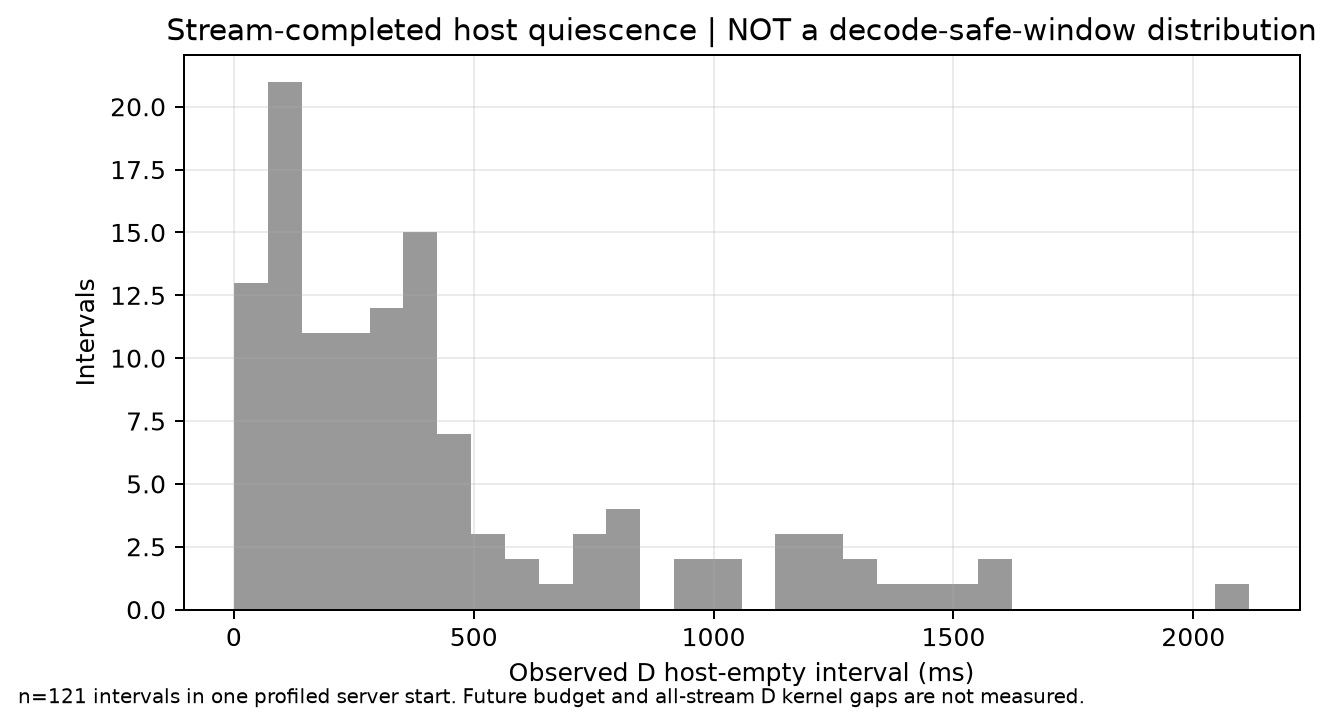 Stream-completed host quiescence | NOT a decode-safe-window distribution
20.0
17.5
15.0
12.5
10.0
7.5
5.0
2.5
0.0
Intervals
0 500 1000 1500 2000
Observed D host-empty interval (ms)
n=121 intervals in one profiled server start. Future budget and all-stream D kernel gaps are not measured.